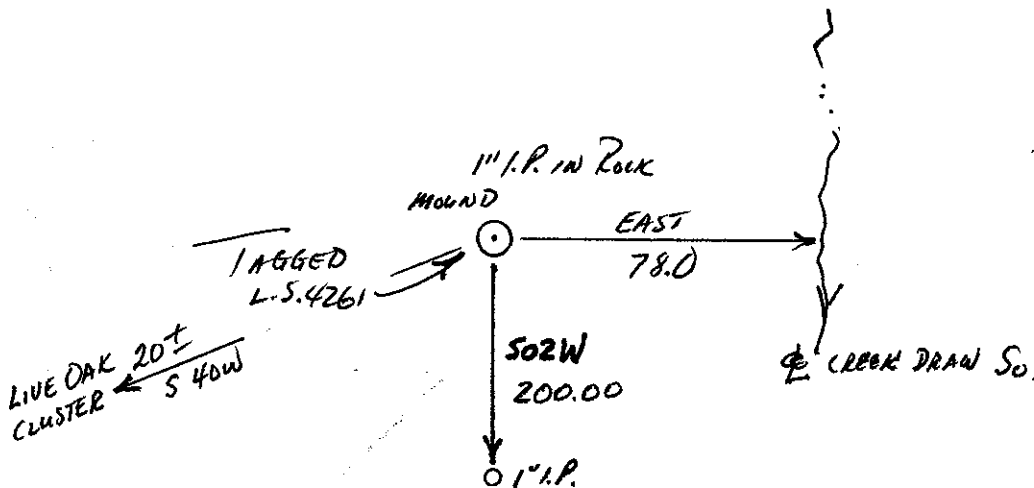 1" I.P. IN ROCK
MOUND
EAST
78.0
TAGGED
L.S.4261
LIVE OAK 20±
CLUSTER S 40W
S02W
200.00
℄ CREEK DRAW So.
1" I.P.